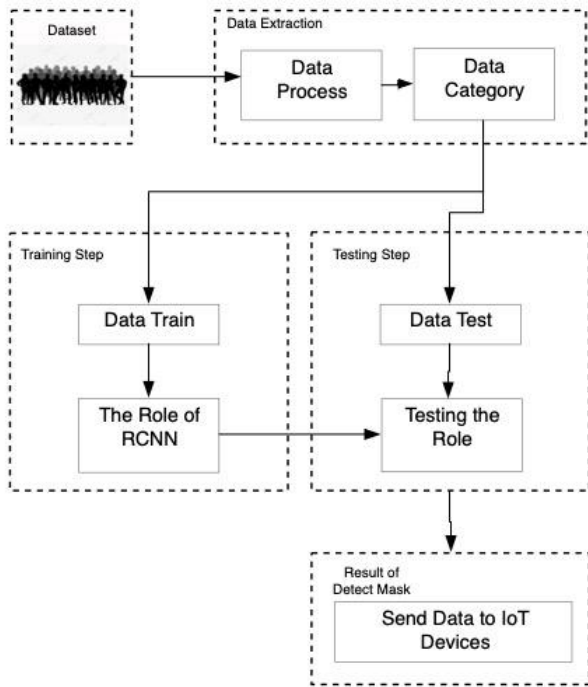 Dataset
Data Extraction
Data
Process
Data
Category
Training Step
Data Train
The Role of
RCNN
Testing Step
Data Test
Testing the
Role
Result of
Detect Mask
Send Data to IoT
Devices